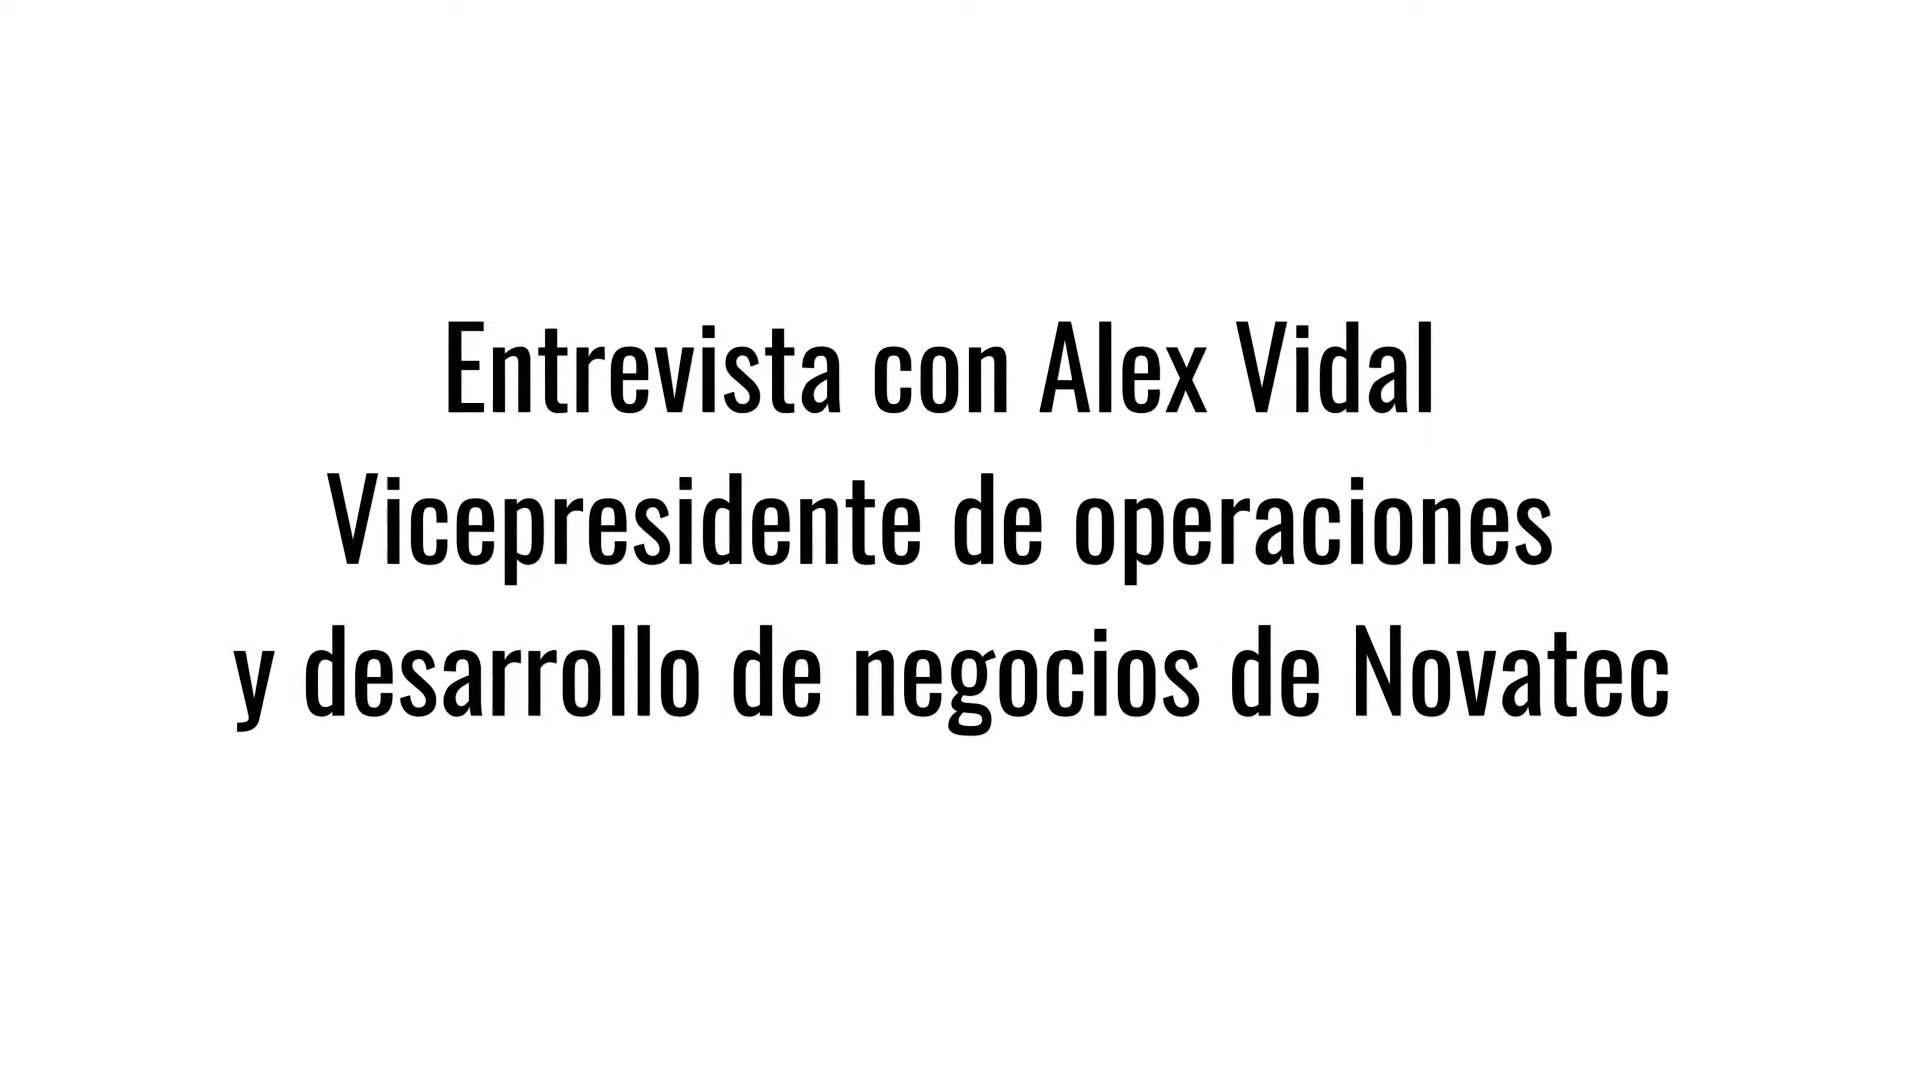 Entrevista con Alex Vidal
Vicepresidente de operaciones
y desarrollo de negocios de Novatec